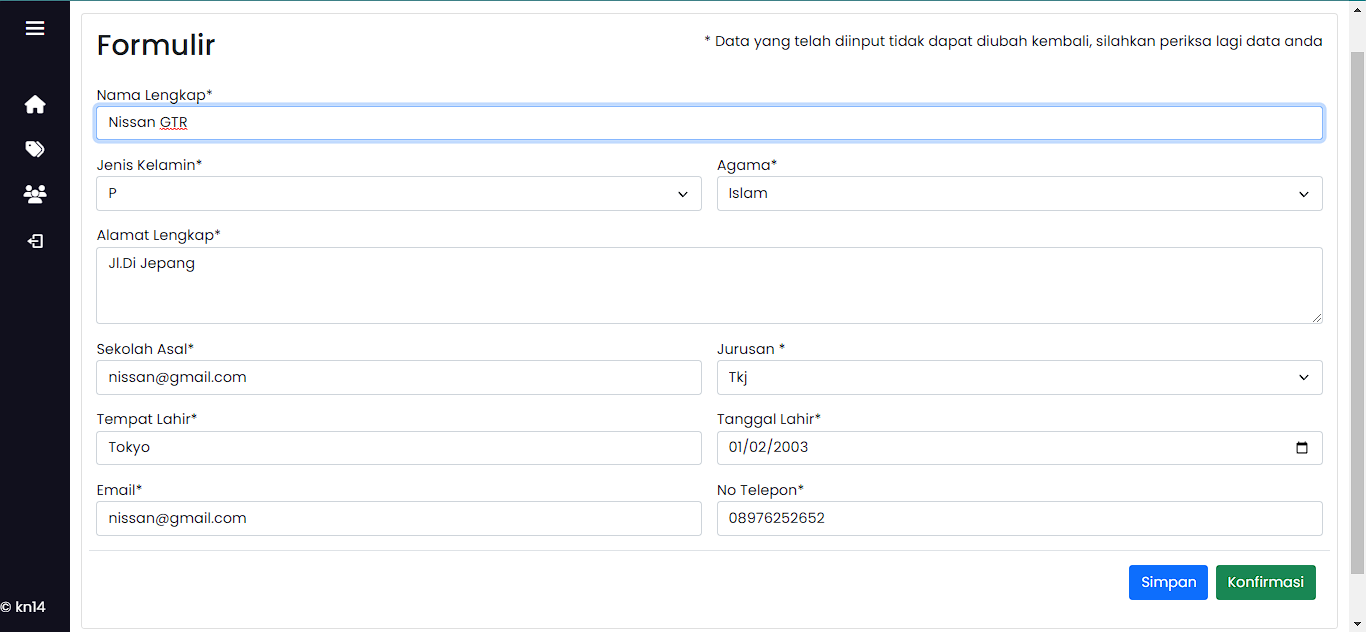 Formulir
* Data yang telah diinput tidak dapat diubah kembali, silahkan periksa lagi data anda
Nama Lengkap*
Nissan GTR
Jenis Kelamin*
Agama*
P
Islam
Alamat Lengkap*
Jl.Di Jepang
Sekolah Asal*
Jurusan *
nissan@gmail.com
Tkj
Tempat Lahir*
Tanggal Lahir*
Tokyo
01/02/2003
Email*
No Telepon*
nissan@gmail.com
08976252652
Simpan
Konfirmasi
© kn14